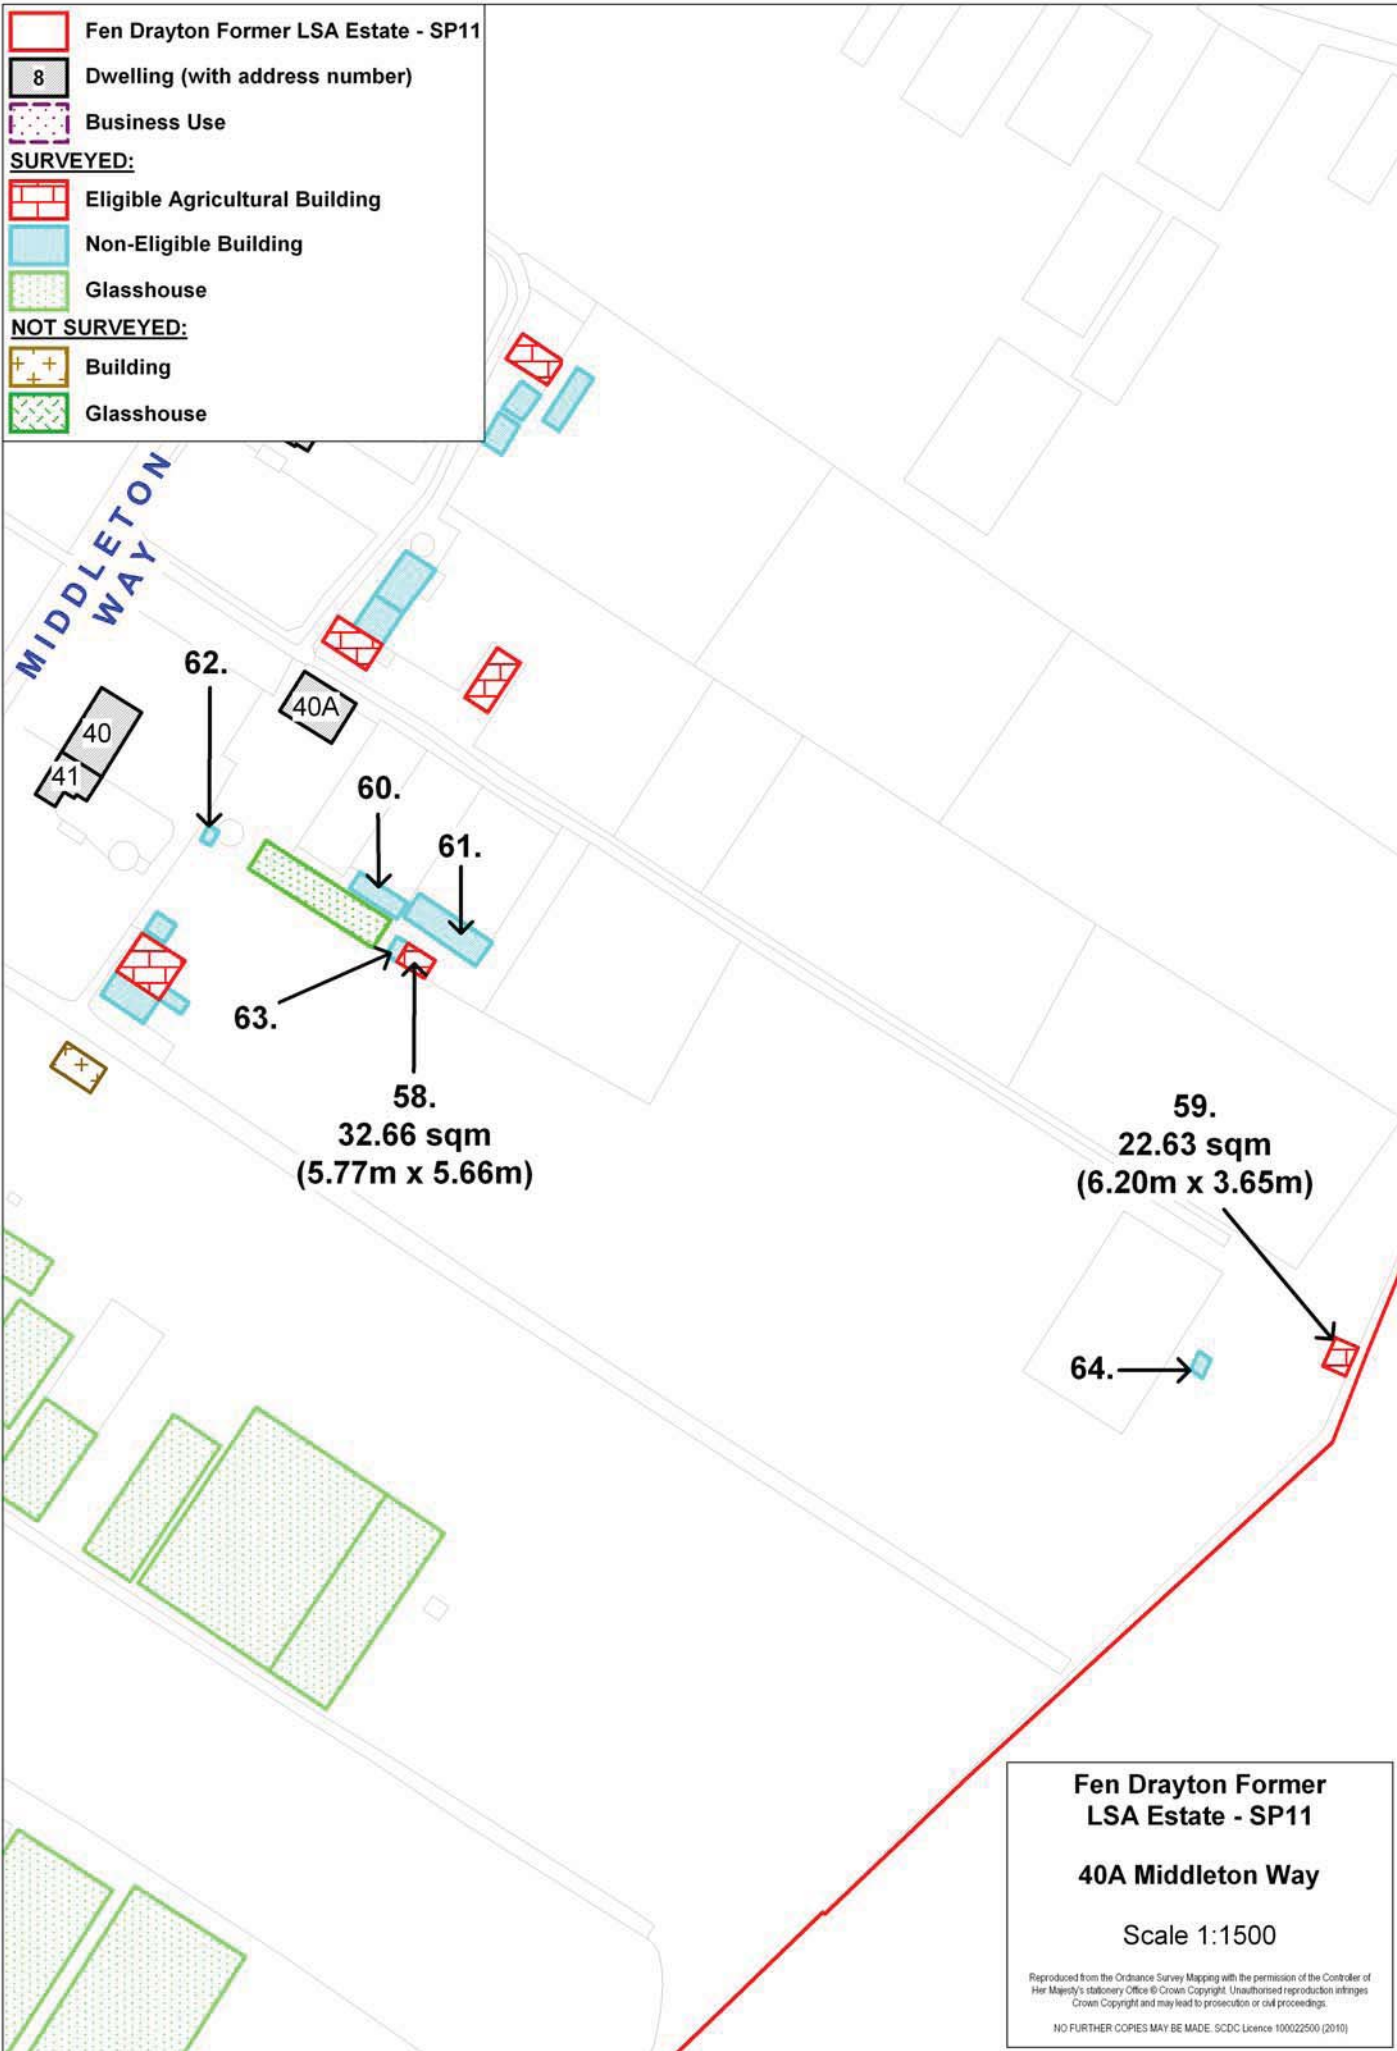 Fen Drayton Former LSA Estate - SP11
8
Dwelling (with address number)
Business Use
SURVEYED:
Eligible Agricultural Building
Non-Eligible Building
Glasshouse
NOT SURVEYED:
Building
Glasshouse
MIDDLETON
WAY
62.
40A
40
41
60.
61.
63.
58.
32.66 sqm
(5.77m x 5.66m)
59.
22.63 sqm
(6.20m x 3.65m)
64.
Fen Drayton Former
LSA Estate - SP11
40A Middleton Way
Scale 1:1500
Reproduced from the Ordnance Survey Mapping with the permission of the Controller of
Her Majesty's stationery Office © Crown Copyright. Unauthorised reproduction infringes
Crown Copyright and may lead to prosecution or civil proceedings.
NO FURTHER COPIES MAY BE MADE. SCDC Licence 100022500 (2010)